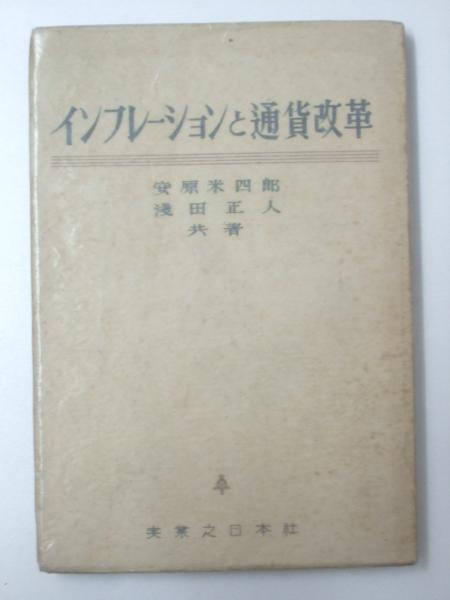 インフレーションと通貨改革
安原米四郎
淺田正人
共著
実業之日本社